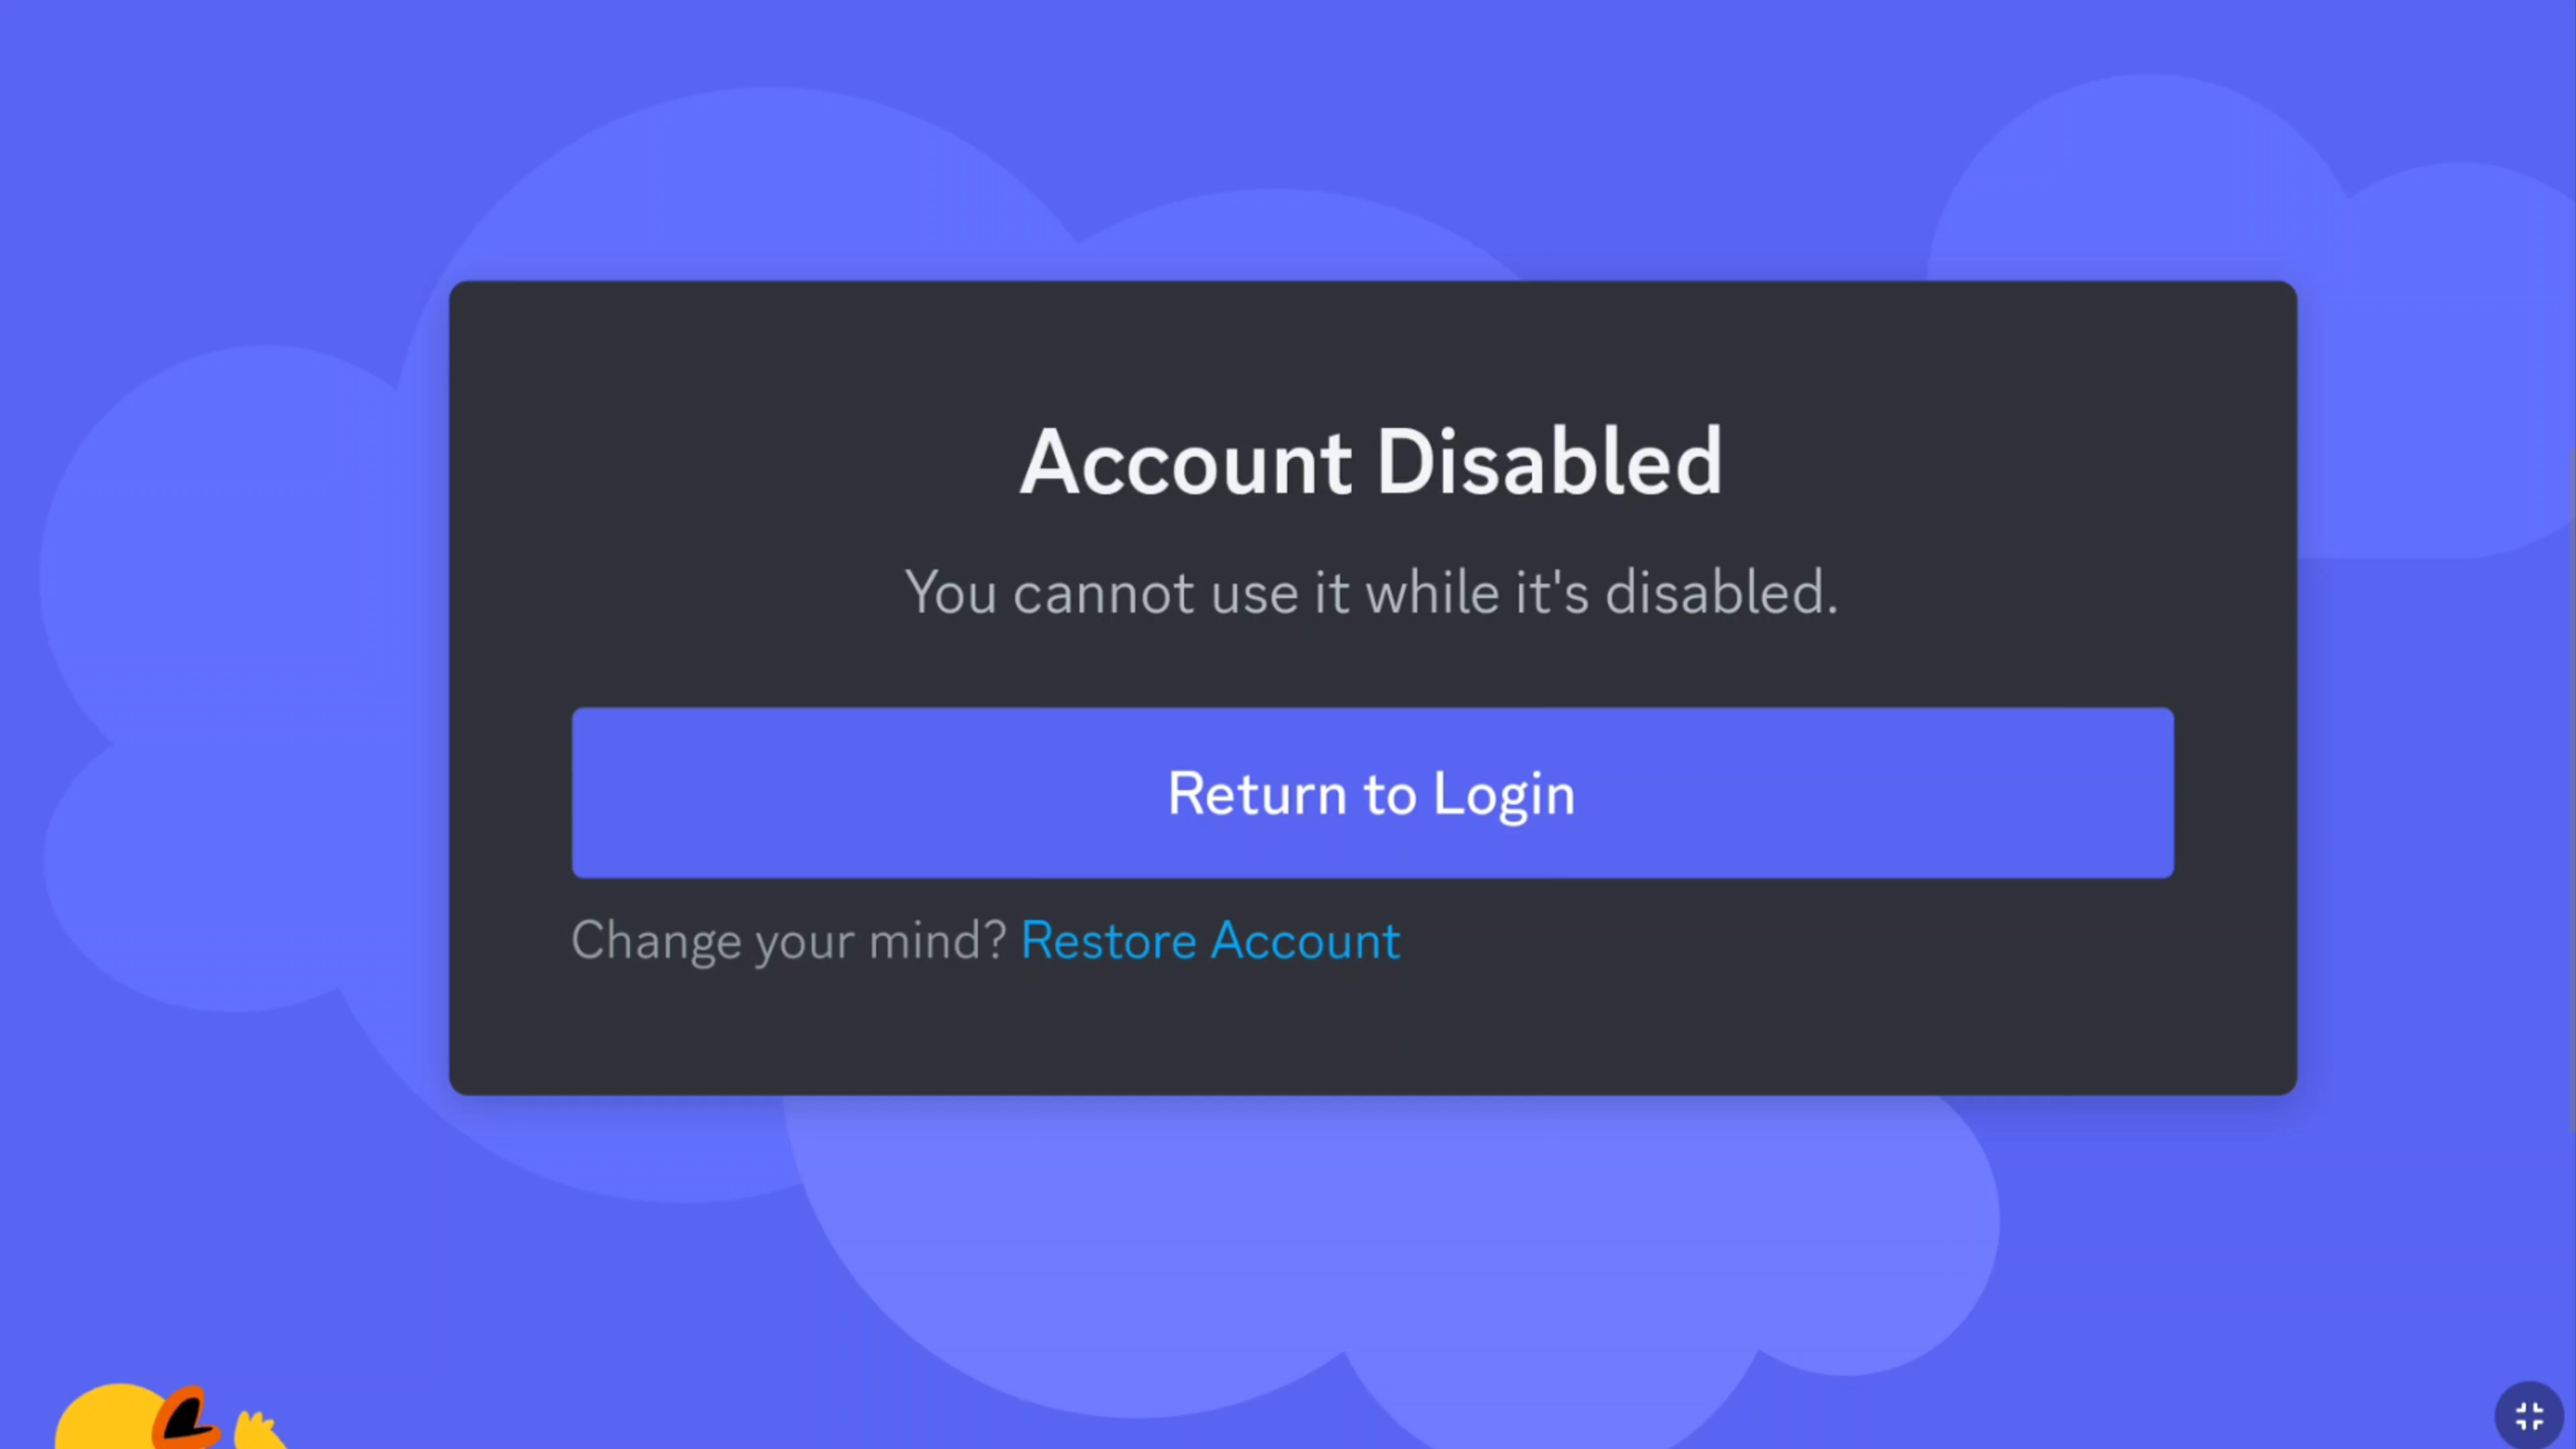 Account Disabled
You cannot use it while it's disabled.
Return to Login
Change your mind? Restore Account